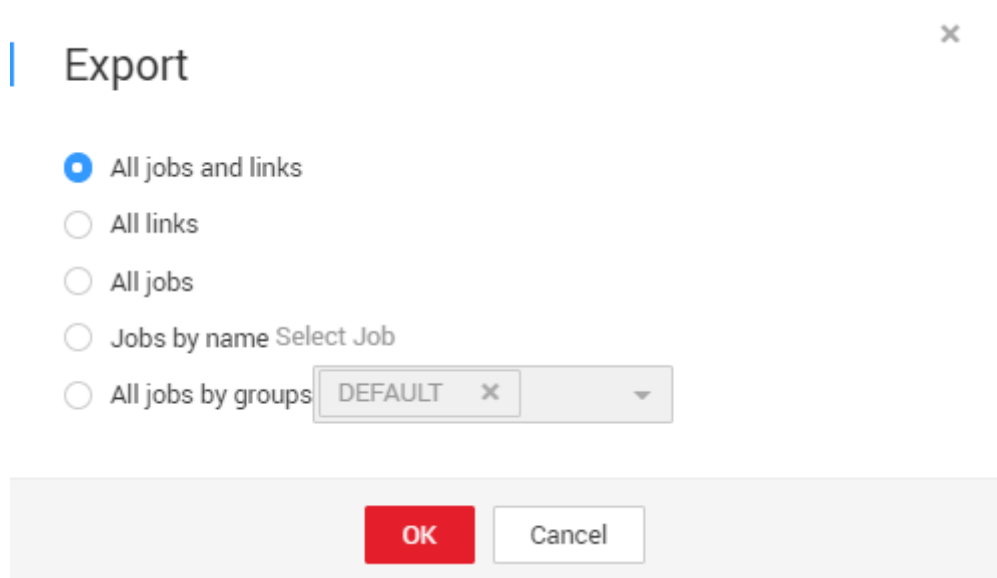 Export
All jobs and links
All links
All jobs
Jobs by name Select Job
All jobs by groups DEFAULT
OK Cancel